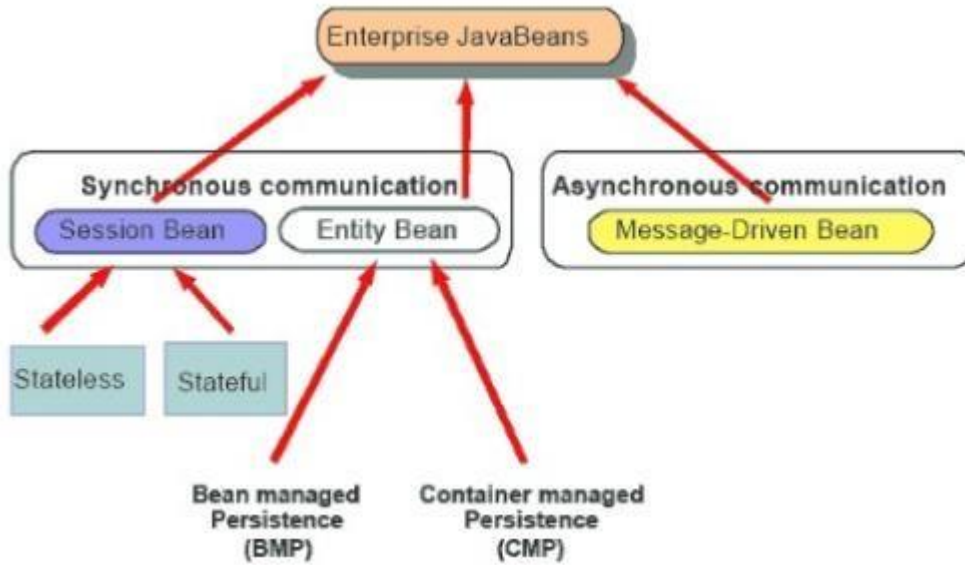 Enterprise JavaBeans
Synchronous communication
Session Bean
Entity Bean
Asynchronous communication
Message-Driven Bean
Stateless
Stateful
Bean managed
Persistence
(BMP)
Container managed
Persistence
(CMP)